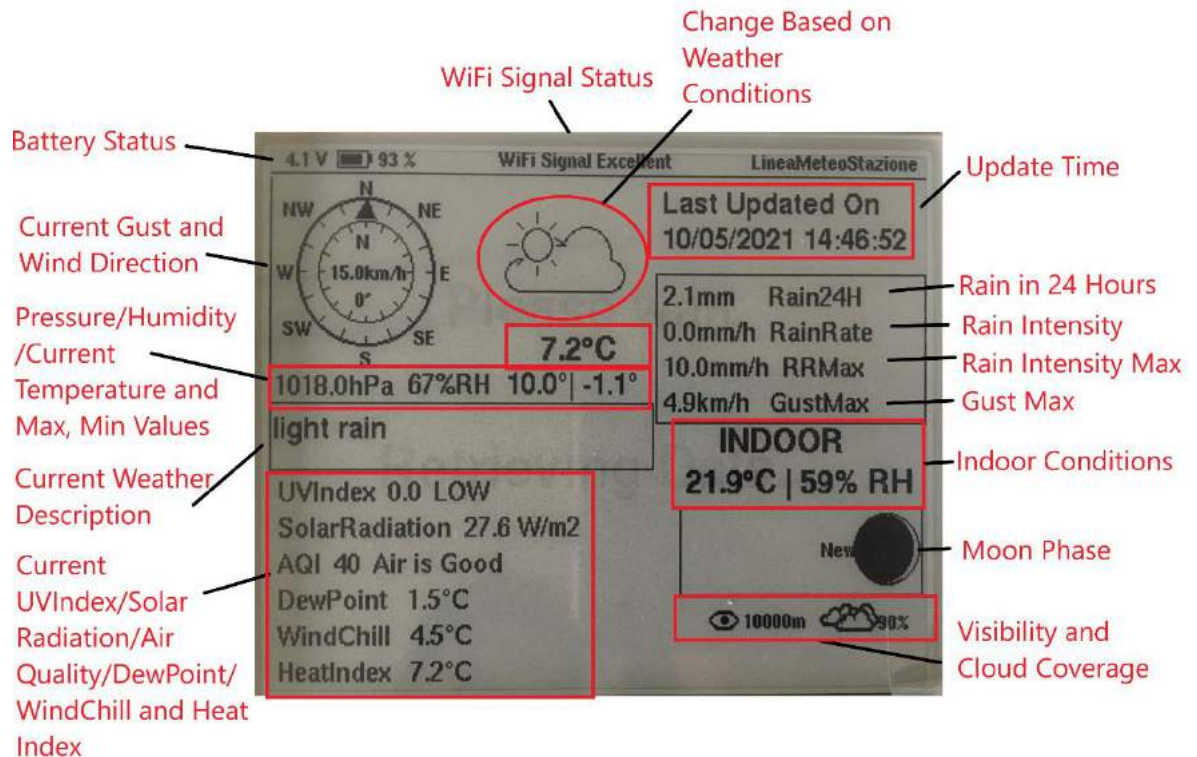 Change Based on
Weather
Conditions
WiFi Signal Status
Battery Status
Update Time
Current Gust and
Wind Direction
Pressure/Humidity
/Current
Temperature and
Max, Min Values
Current Weather
Description
Current
UVIndex/Solar
Radiation/Air
Quality/DewPoint/
WindChill and Heat
Index
4.1 V 93 % WiFi Signal Excellent LineaMeteoStazione
N
NW NE
N
W 15.0km/h E
0°
SW SE
S
7.2°C
1018.0hPa 67%RH 10.0°| -1.1°
light rain
UVIndex 0.0 LOW
SolarRadiation 27.6 W/m2
AQI 40 Air is Good
DewPoint 1.5°C
WindChill 4.5°C
HeatIndex 7.2°C
Last Updated On
10/05/2021 14:46:52
2.1mm Rain24H
0.0mm/h RainRate
10.0mm/h RRMax
4.9km/h GustMax
INDOOR
21.9°C | 59% RH
New
10000m 90%
Rain in 24 Hours
Rain Intensity
Rain Intensity Max
Gust Max
Indoor Conditions
Moon Phase
Visibility and
Cloud Coverage
Retrieving